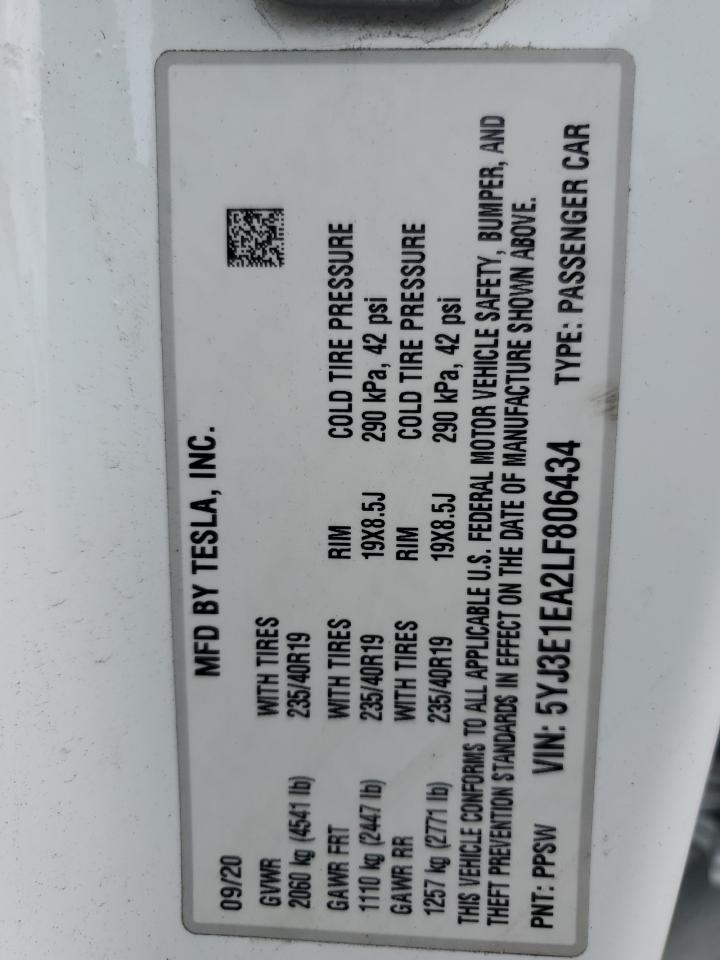 MFD BY TESLA, INC.
09/20
GVWR WITH TIRES
2060 kg (4541 lb) 235/40R19
GAWR FRT WITH TIRES RIM COLD TIRE PRESSURE
1110 kg (2447 lb) 235/40R19 19X8.5J 290 kPa, 42 psi
GAWR RR WITH TIRES RIM COLD TIRE PRESSURE
1257 kg (2771 lb) 235/40R19 19X8.5J 290 kPa, 42 psi
THIS VEHICLE CONFORMS TO ALL APPLICABLE U.S. FEDERAL MOTOR VEHICLE SAFETY, BUMPER, AND
THEFT PREVENTION STANDARDS IN EFFECT ON THE DATE OF MANUFACTURE SHOWN ABOVE.
PNT: PPSW VIN: 5YJ3E1EA2LF806434 TYPE: PASSENGER CAR